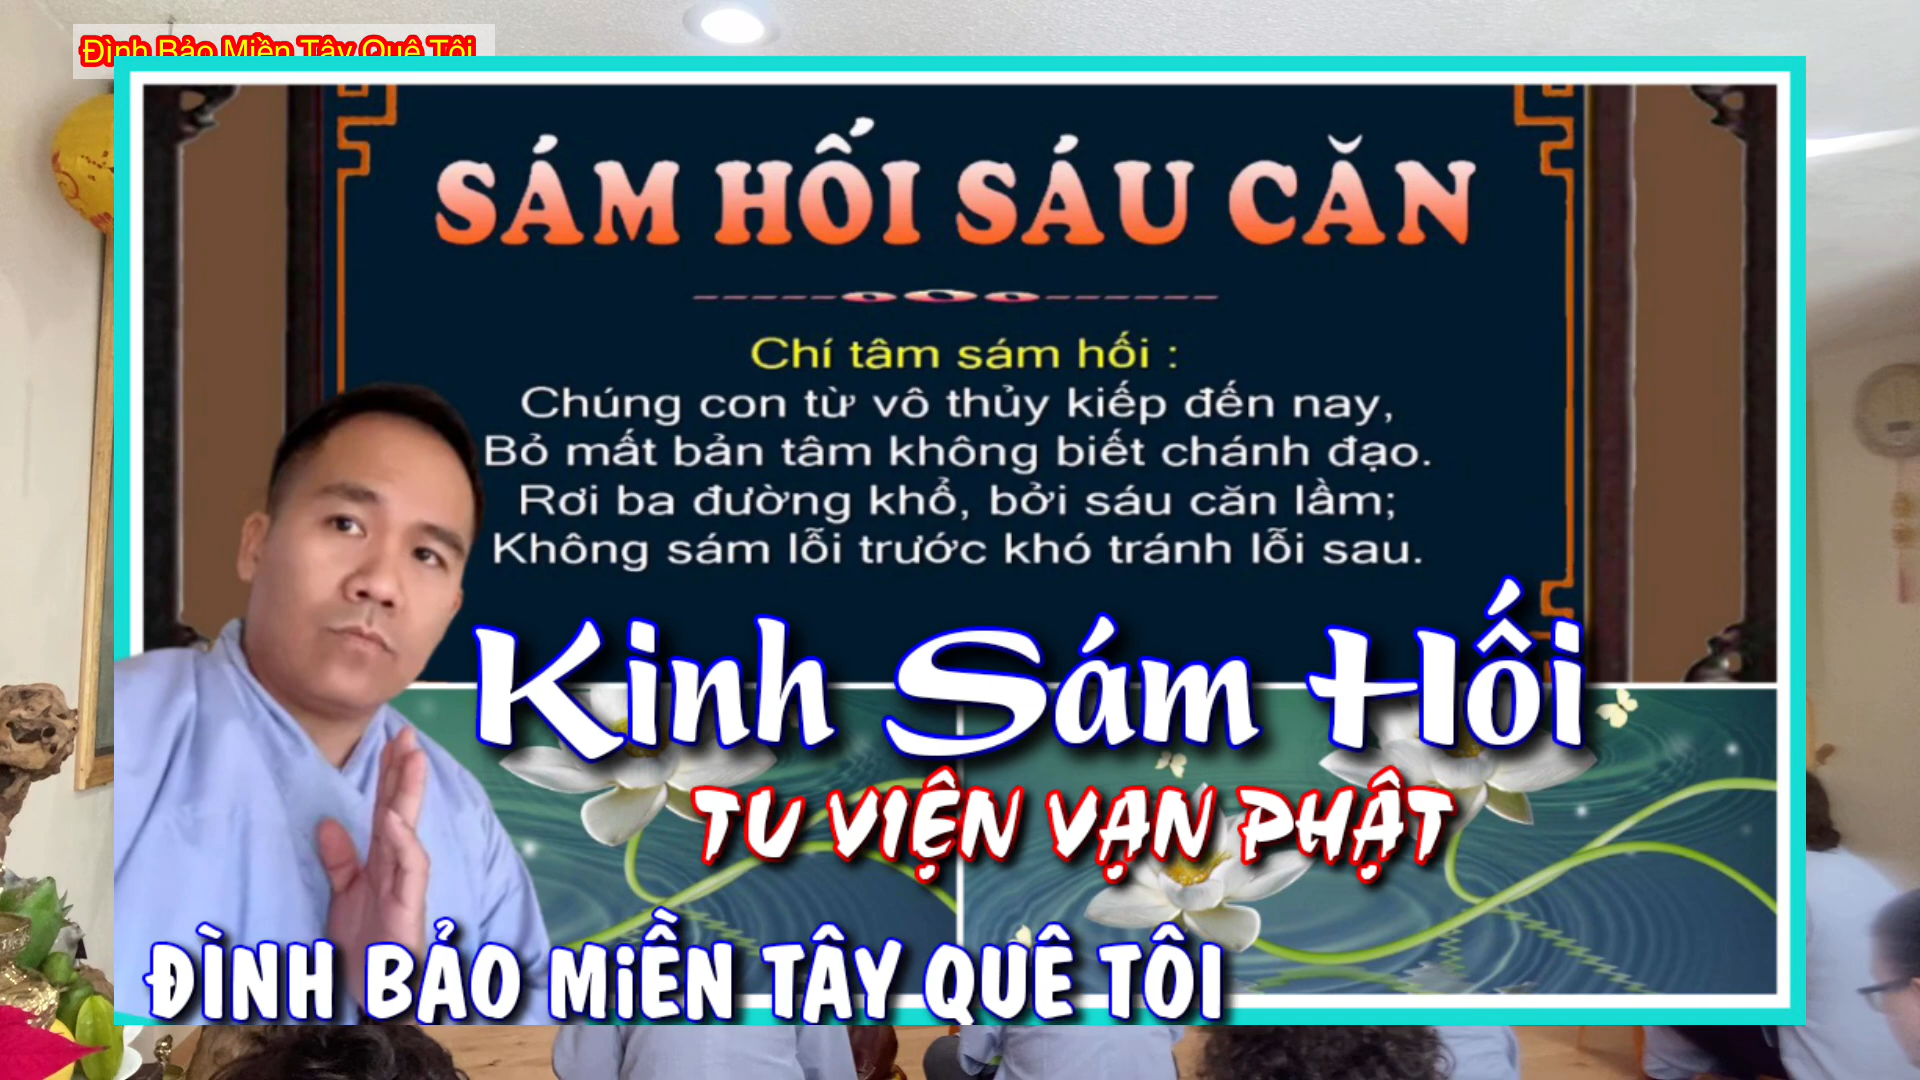 Đình Bảo Miền Tây Quê Tôi
SÁM HỐI SÁU CĂN
Chí tâm sám hối :
Chúng con từ vô thủy kiếp đến nay,
Bỏ mất bản tâm không biết chánh đạo.
Rơi ba đường khổ, bởi sáu căn lầm;
Không sám lỗi trước khó tránh lỗi sau.
Kinh Sám Hối
TU VIỆN VẠN PHẬT
ĐÌNH BẢO MiỀN TÂY QUÊ TÔI